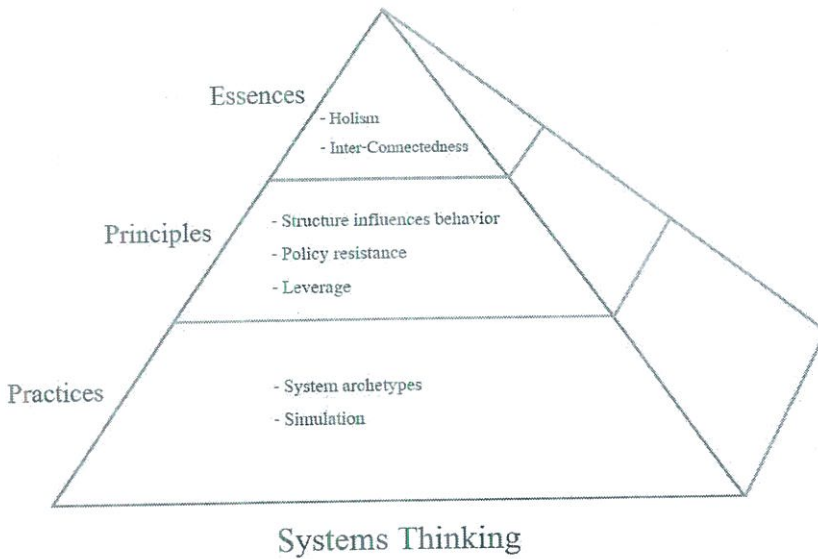 Essences
- Holism
- Inter-Connectedness
Principles
- Structure influences behavior
- Policy resistance
- Leverage
Practices
- System archetypes
- Simulation
Systems Thinking